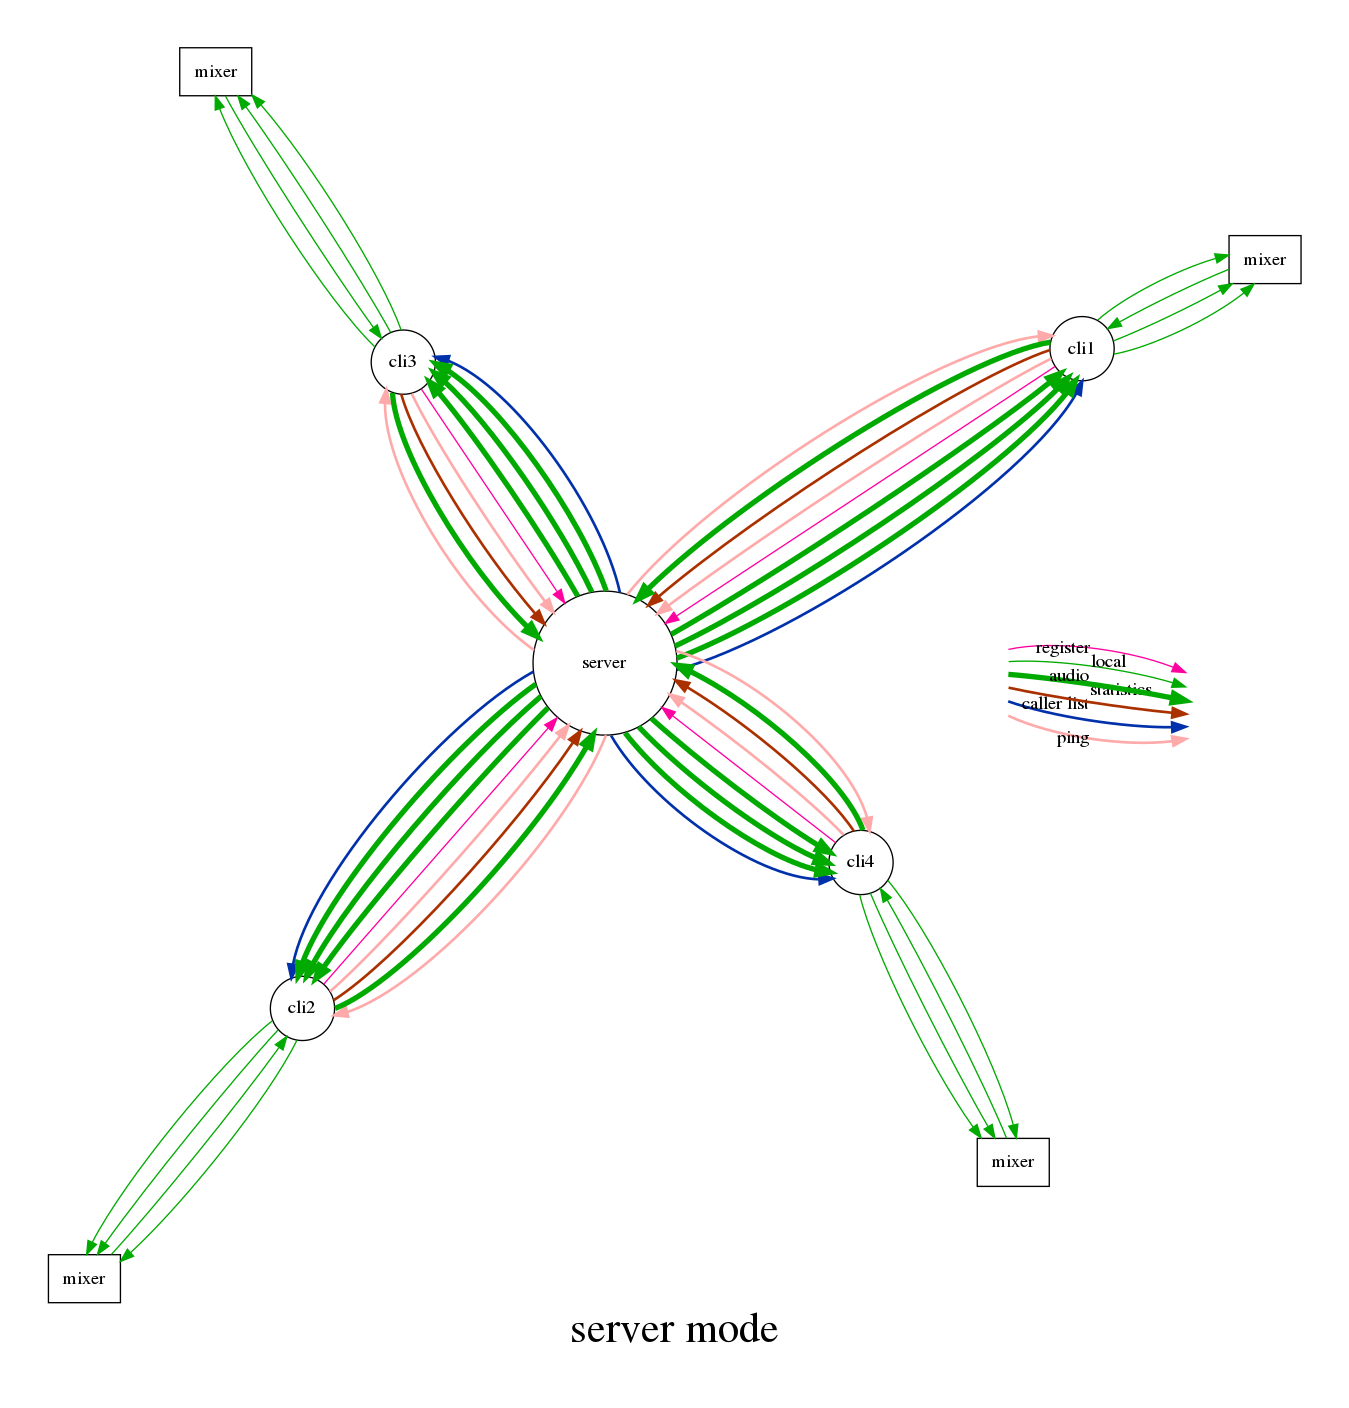 mixer
mixer
cli1
cli3
register
local
server
audio
statistics
caller list
ping
cli4
cli2
mixer
mixer
server mode